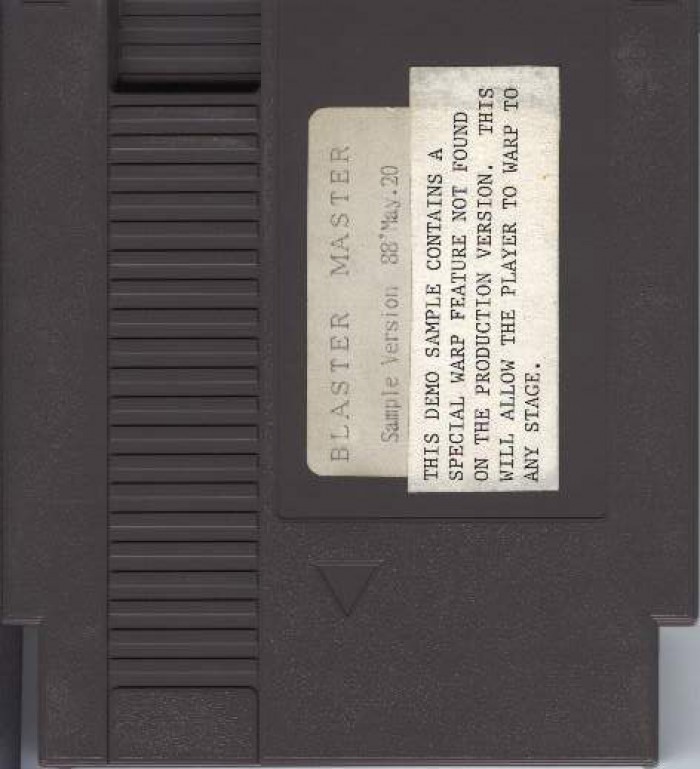 BLASTER MASTER
Sample Version 88'May.20
THIS DEMO SAMPLE CONTAINS A
SPECIAL WARP FEATURE NOT FOUND
ON THE PRODUCTION VERSION. THIS
WILL ALLOW THE PLAYER TO WARP TO
ANY STAGE.